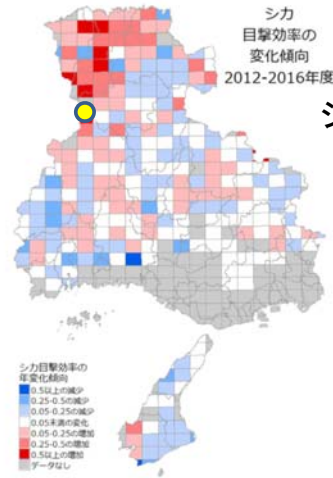 シカ
目撃効率の
変化傾向
2012-2016年度
シ
シカ目撃効率の
年変化傾向
0.5以上の減少
0.25-0.5の減少
0.05-0.25の減少
0.05未満の変化
0.05-0.25の増加
0.25-0.5の増加
0.5以上の増加
データなし